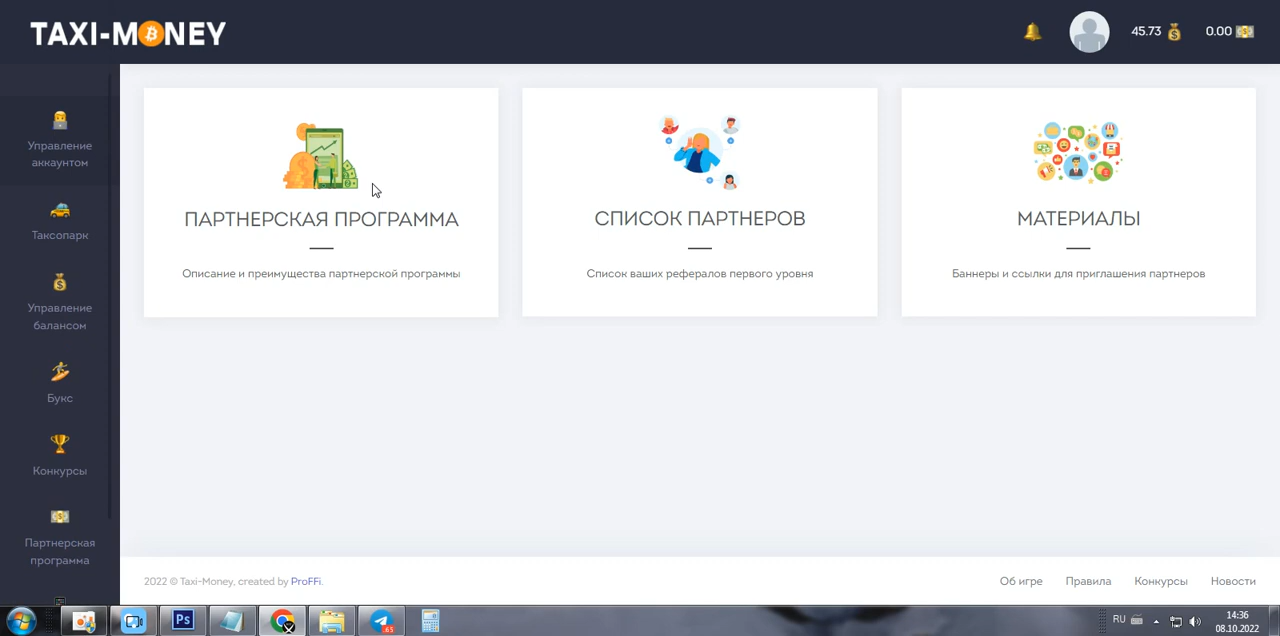 TAXI-MONEY
45.73
0.00
Управление
аккаунтом
Таксопарк
Управление
балансом
Букс
Конкурсы
Партнерская
программа
ПАРТНЕРСКАЯ ПРОГРАММА
Описание и преимущества партнерской программы
СПИСОК ПАРТНЕРОВ
Список ваших рефералов первого уровня
МАТЕРИАЛЫ
Баннеры и ссылки для приглашения партнеров
2022 © Taxi-Money, created by ProFFi.
Об игре
Правила
Конкурсы
Новости
Ps
65
RU
14:36
08.10.2022